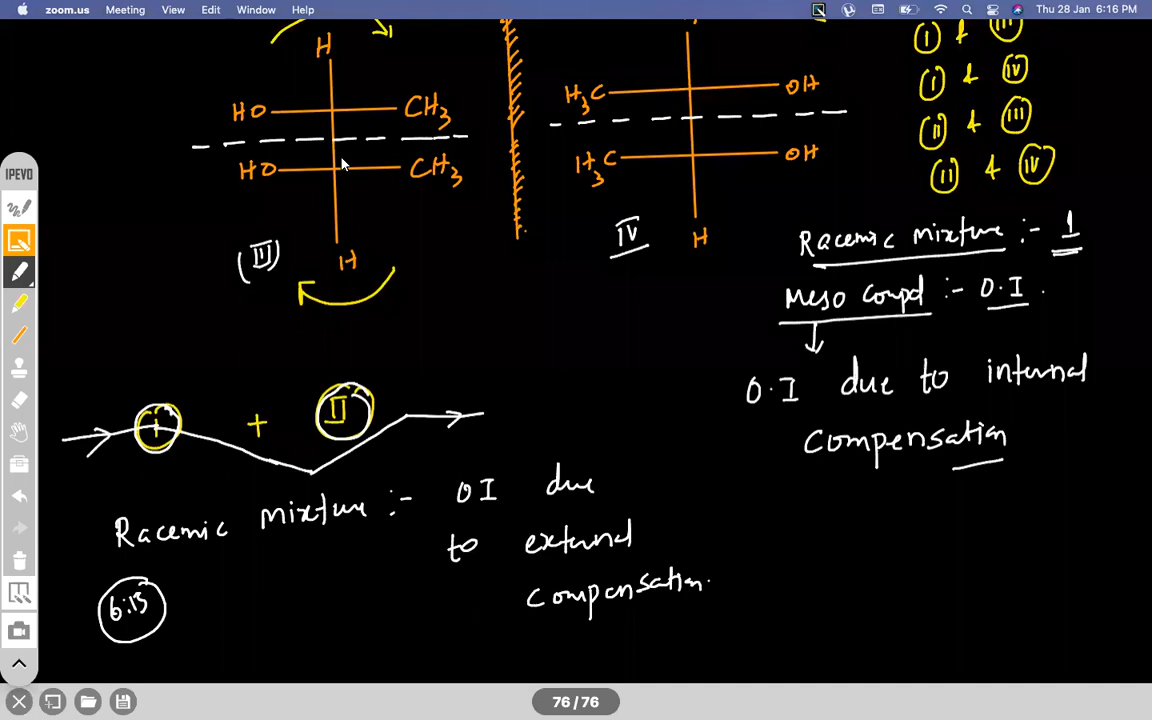 zoom.us Meeting View Edit Window Help Thu 28 Jan 6:16 PM
I & III
H
HO CH3 H3C OH I & IV
II & III
HO CH3 H3C OH II & IV
IPEVO
(III) H IV H
Racemic mixture :- 1
Meso compd :- O.I.
O.I due to internal
compensation
I + II
Racemic mixture :- OI due
to external
compensation.
6:15
76/76